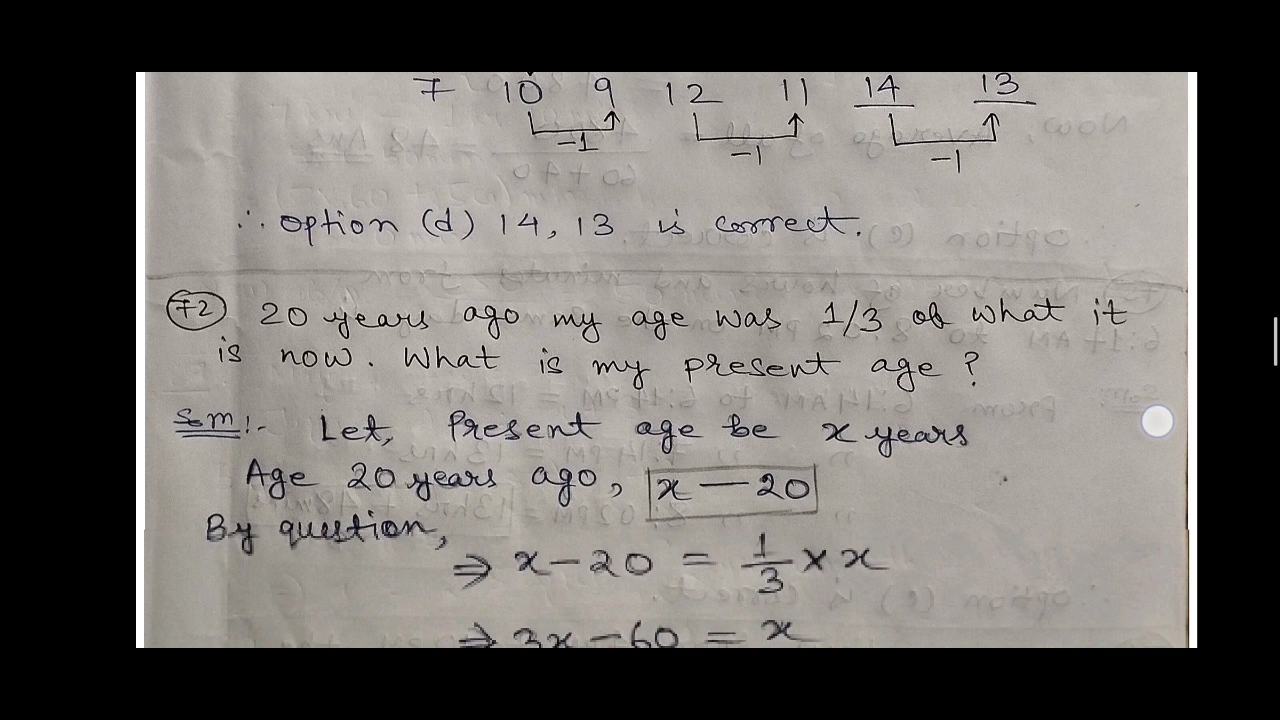 7 10 9 12 11 14 13
-1 -1 -1
∴ option (d) 14, 13 is correct.
72 20 years ago my age was 1/3 of what it
is now. What is my present age ?
Som:- Let, Present age be x years
Age 20 years ago, x - 20
By question,
⇒ x - 20 = 1/3 × x
⇒ 3x - 60 = x